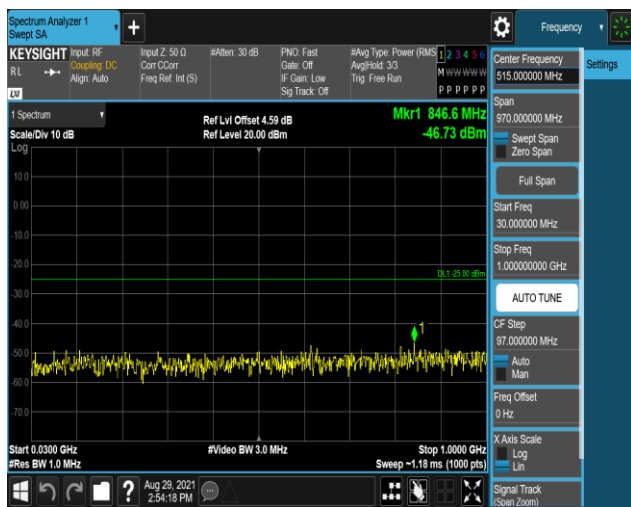 Spectrum Analyzer 1
Swept SA
Frequency
KEYSIGHT
RL
LXI
Input: RF
Coupling: DC
Align: Auto
Input Z: 50 Ω
Corr CCorr
Freq Ref: Int (S)
#Atten: 30 dB
PNO: Fast
Gate: Off
IF Gain: Low
Sig Track: Off
#Avg Type: Power (RMS
Avg|Hold: 3/3
Trig: Free Run
1 2 3 4 5 6
M W W W W W
P P P P P P
Center Frequency
515.000000 MHz
Settings
1 Spectrum
Scale/Div 10 dB
Log
Ref Lvl Offset 4.59 dB
Ref Level 20.00 dBm
Mkr1 846.6 MHz
-46.73 dBm
10.0
0.00
-10.0
-20.0
-30.0
-40.0
-50.0
-60.0
-70.0
DL1 -25.00 dBm
1
Start 0.0300 GHz
#Res BW 1.0 MHz
#Video BW 3.0 MHz
Stop 1.0000 GHz
Sweep ~1.18 ms (1000 pts)
Span
970.000000 MHz
Swept Span
Zero Span
Full Span
Start Freq
30.000000 MHz
Stop Freq
1.000000000 GHz
AUTO TUNE
CF Step
97.000000 MHz
Auto
Man
Freq Offset
0 Hz
X Axis Scale
Log
Lin
Signal Track
(Span Zoom)
?
Aug 29, 2021
2:54:18 PM